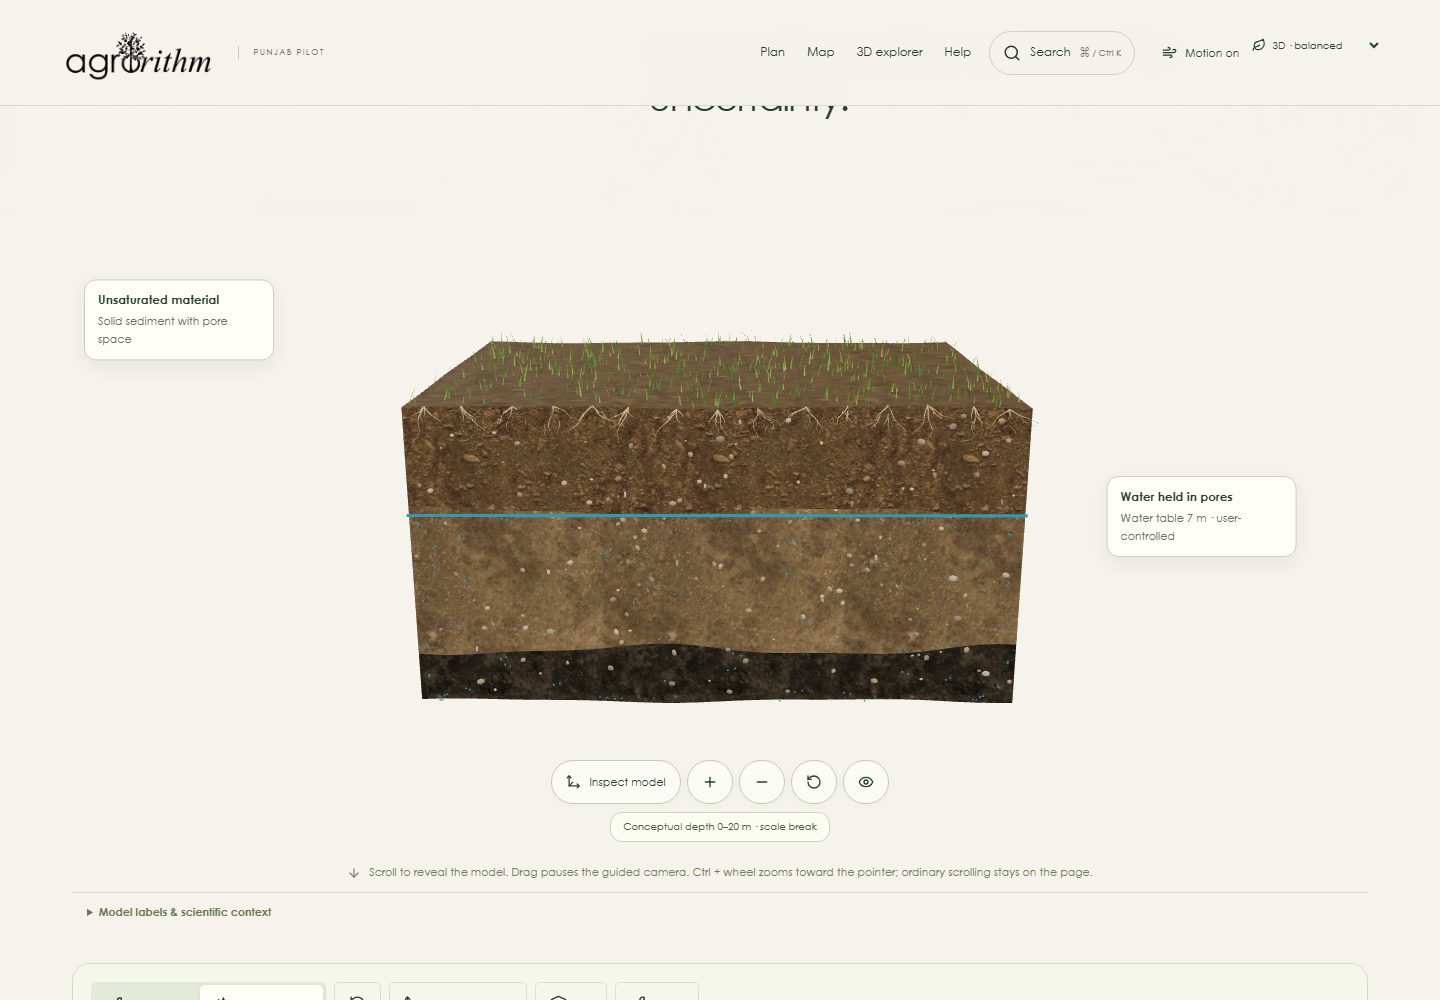 agrorithm
PUNJAB PILOT
Plan
Map
3D explorer
Help
Search ⌘ / Ctrl K
Motion on
3D · balanced
uncertainty.
Unsaturated material
Solid sediment with pore
space
Water held in pores
Water table 7 m · user-
controlled
Inspect model
Conceptual depth 0–20 m · scale break
Scroll to reveal the model. Drag pauses the guided camera. Ctrl + wheel zooms toward the pointer; ordinary scrolling stays on the page.
Model labels & scientific context